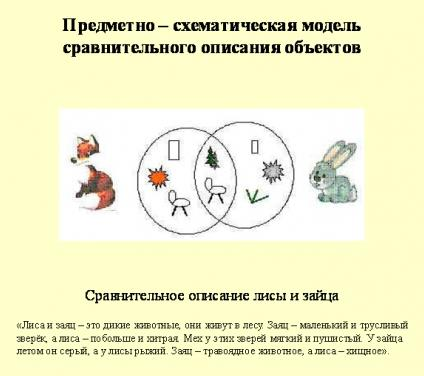 Предметно – схематическая модель
сравнительного описания объектов
Сравнительное описание лисы и зайца
«Лиса и заяц – это дикие животные, они живут в лесу. Заяц – маленький и трусливый
зверёк, а лиса – побольше и хитрая. Мех у этих зверей мягкий и пушистый. У зайца
летом он серый, а у лисы рыжий. Заяц – травоядное животное, а лиса – хищное».